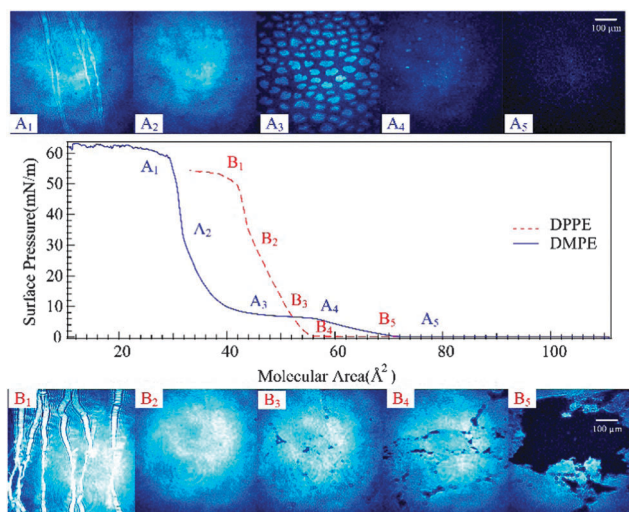 100 μm
A1 A2 A3 A4 A5
60
50
40
30
20
10
0
Surface Pressure(mN/m)
A1 B1
A2 B2
A3 B3 A4
B4 B5 A5
DPPE
DMPE
20 40 60 80 100
Molecular Area(Å²)
B1 B2 B3 B4 B5
100 μm